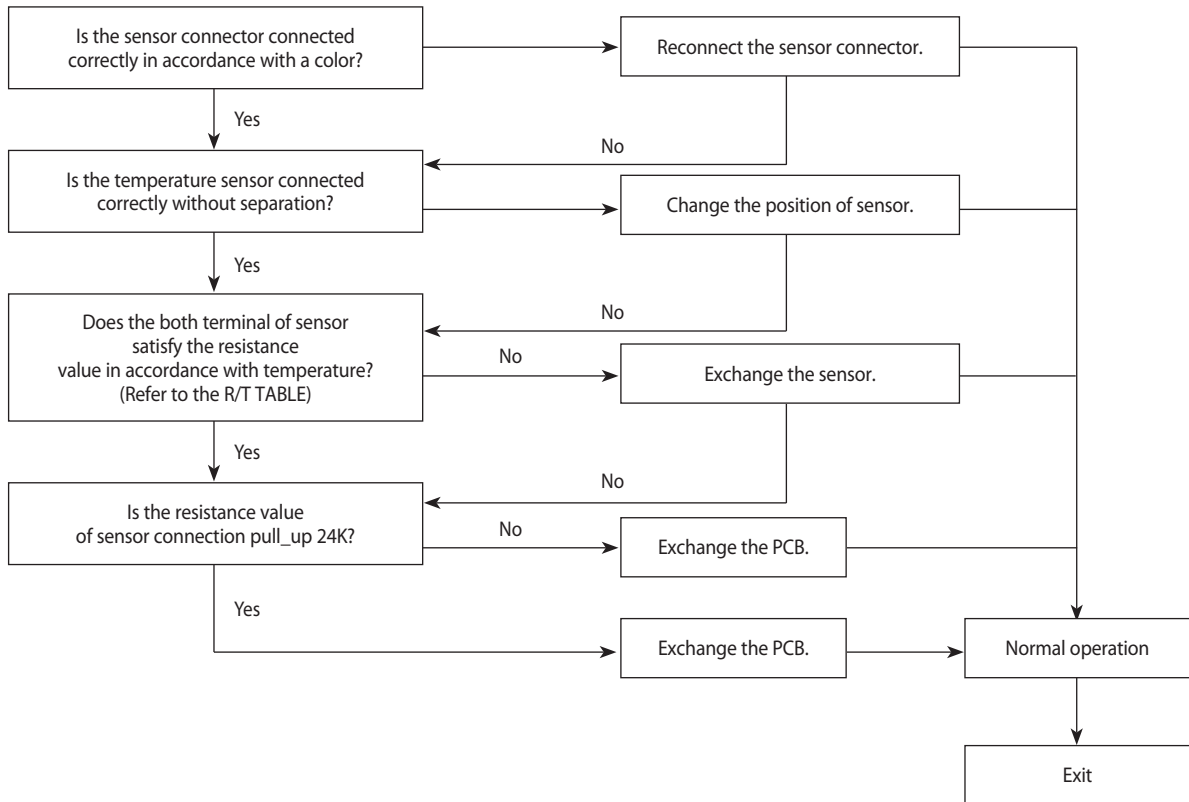 Is the sensor connector connected
correctly in accordance with a color?
Reconnect the sensor connector.
Yes
No
Is the temperature sensor connected
correctly without separation?
Change the position of sensor.
Yes
No
Does the both terminal of sensor
satisfy the resistance
value in accordance with temperature?
(Refer to the R/T TABLE)
No
Exchange the sensor.
Yes
No
Is the resistance value
of sensor connection pull_up 24K?
No
Exchange the PCB.
Yes
Exchange the PCB.
Normal operation
Exit